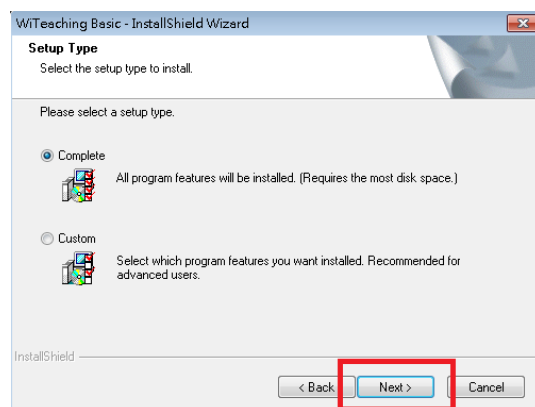 WiTeaching Basic - InstallShield Wizard
Setup Type
Select the setup type to install.
Please select a setup type.
Complete
All program features will be installed. (Requires the most disk space.)
Custom
Select which program features you want installed. Recommended for
advanced users.
InstallShield
< Back
Next >
Cancel